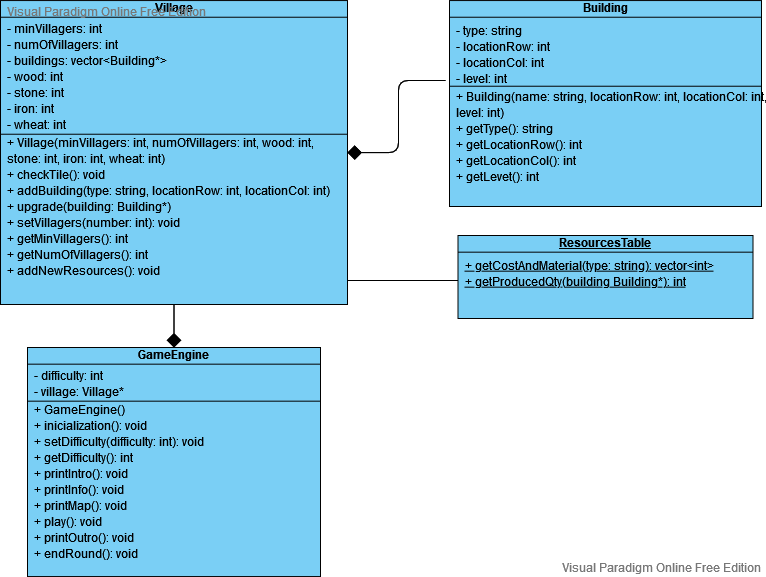 Visual Paradigm Online Free Edition
Village
- minVillagers: int
- numOfVillagers: int
- buildings: vector<Building*>
- wood: int
- stone: int
- iron: int
- wheat: int
+ Village(minVillagers: int, numOfVillagers: int, wood: int,
stone: int, iron: int, wheat: int)
+ checkTile(): void
+ addBuilding(type: string, locationRow: int, locationCol: int)
+ upgrade(building: Building*)
+ setVillagers(number: int): void
+ getMinVillagers(): int
+ getNumOfVillagers(): int
+ addNewResources(): void
Building
- type: string
- locationRow: int
- locationCol: int
- level: int
+ Building(name: string, locationRow: int, locationCol: int,
level: int)
+ getType(): string
+ getLocationRow(): int
+ getLocationCol(): int
+ getLevet(): int
ResourcesTable
+ getCostAndMaterial(type: string): vector<int>
+ getProducedQty(building Building*): int
GameEngine
- difficulty: int
- village: Village*
+ GameEngine()
+ inicialization(): void
+ setDifficulty(difficulty: int): void
+ getDifficulty(): int
+ printIntro(): void
+ printInfo(): void
+ printMap(): void
+ play(): void
+ printOutro(): void
+ endRound(): void
Visual Paradigm Online Free Edition